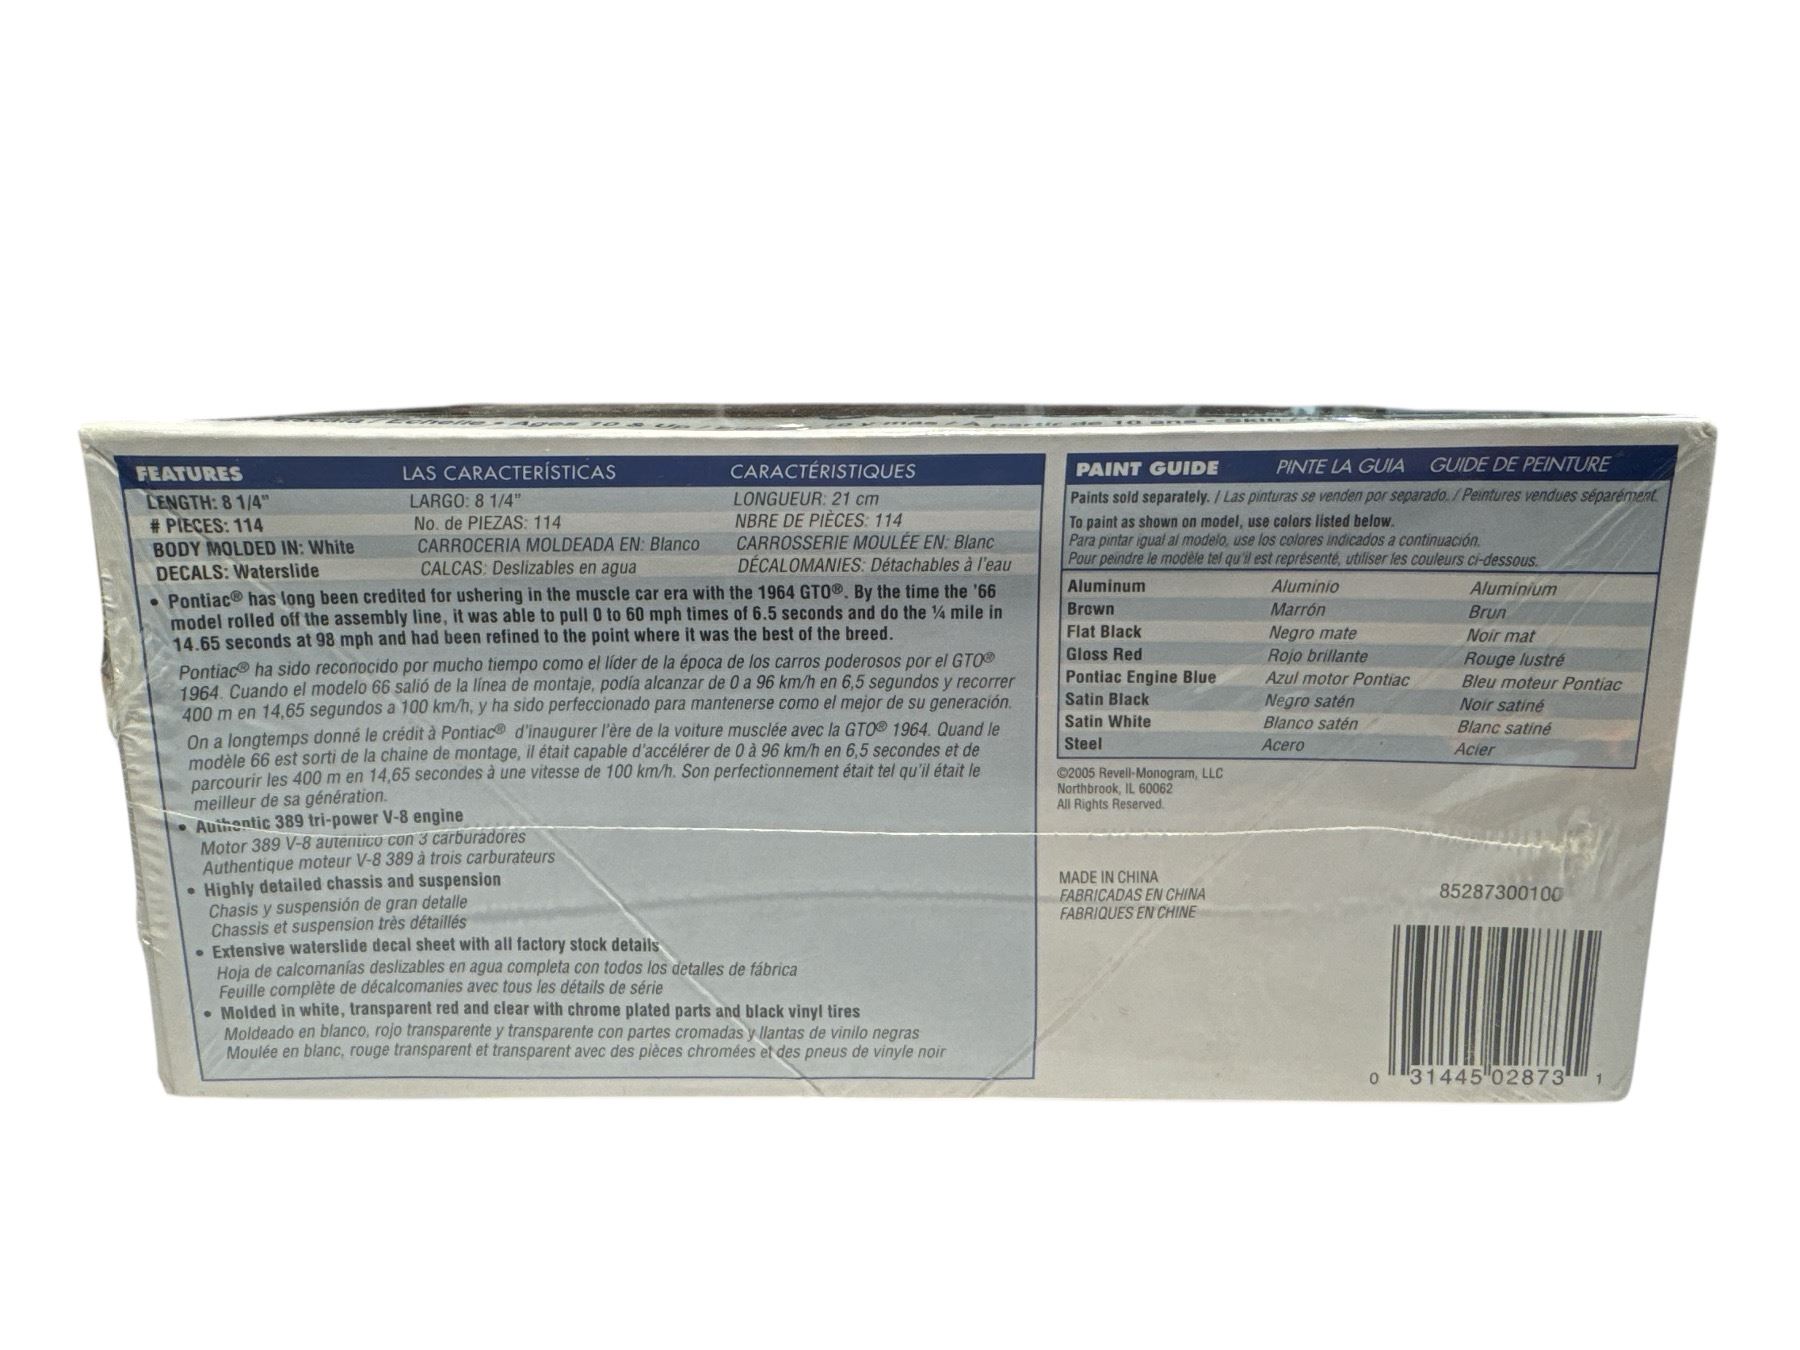 Echelle • Ages 10 & Up /
A partir de 10 ans •
FEATURES LAS CARACTERÍSTICAS CARACTÉRISTIQUES
LENGTH: 8 1/4" LARGO: 8 1/4" LONGUEUR: 21 cm
# PIECES: 114 No. de PIEZAS: 114 NBRE DE PIÈCES: 114
BODY MOLDED IN: White CARROCERIA MOLDEADA EN: Blanco CARROSSERIE MOULÉE EN: Blanc
DECALS: Waterslide CALCAS: Deslizables en agua DÉCALOMANIES: Détachables à l'eau
• Pontiac® has long been credited for ushering in the muscle car era with the 1964 GTO®. By the time the '66
model rolled off the assembly line, it was able to pull 0 to 60 mph times of 6.5 seconds and do the ¼ mile in
14.65 seconds at 98 mph and had been refined to the point where it was the best of the breed.
Pontiac® ha sido reconocido por mucho tiempo como el líder de la época de los carros poderosos por el GTO®
1964. Cuando el modelo 66 salió de la línea de montaje, podía alcanzar de 0 a 96 km/h en 6,5 segundos y recorrer
400 m en 14,65 segundos a 100 km/h, y ha sido perfeccionado para mantenerse como el mejor de su generación.
On a longtemps donné le crédit à Pontiac® d'inaugurer l'ère de la voiture musclée avec la GTO® 1964. Quand le
modèle 66 est sorti de la chaine de montage, il était capable d'accélérer de 0 à 96 km/h en 6,5 secondes et de
parcourir les 400 m en 14,65 secondes à une vitesse de 100 km/h. Son perfectionnement était tel qu'il était le
meilleur de sa génération.
• Authentic 389 tri-power V-8 engine
Motor 389 V-8 auténtico con 3 carburadores
Authentique moteur V-8 389 à trois carburateurs
• Highly detailed chassis and suspension
Chasis y suspensión de gran detalle
Chassis et suspension très détaillés
• Extensive waterslide decal sheet with all factory stock details
Hoja de calcomanías deslizables en agua completa con todos los detalles de fábrica
Feuille complète de décalcomanies avec tous les détails de série
• Molded in white, transparent red and clear with chrome plated parts and black vinyl tires
Moldeado en blanco, rojo transparente y transparente con partes cromadas y llantas de vinilo negras
Moulée en blanc, rouge transparent et transparent avec des pièces chromées et des pneus de vinyle noir
PAINT GUIDE PINTE LA GUIA GUIDE DE PEINTURE
Paints sold separately. / Las pinturas se venden por separado. / Peintures vendues séparément.
To paint as shown on model, use colors listed below.
Para pintar igual al modelo, use los colores indicados a continuación.
Pour peindre le modèle tel qu'il est représenté, utiliser les couleurs ci-dessous.
Aluminum Aluminio Aluminium
Brown Marrón Brun
Flat Black Negro mate Noir mat
Gloss Red Rojo brillante Rouge lustré
Pontiac Engine Blue Azul motor Pontiac Bleu moteur Pontiac
Satin Black Negro satén Noir satiné
Satin White Blanco satén Blanc satiné
Steel Acero Acier
©2005 Revell-Monogram, LLC
Northbrook, IL 60062
All Rights Reserved.
MADE IN CHINA
FABRICADAS EN CHINA
FABRIQUES EN CHINE
85287300100
0 31445 02873 1